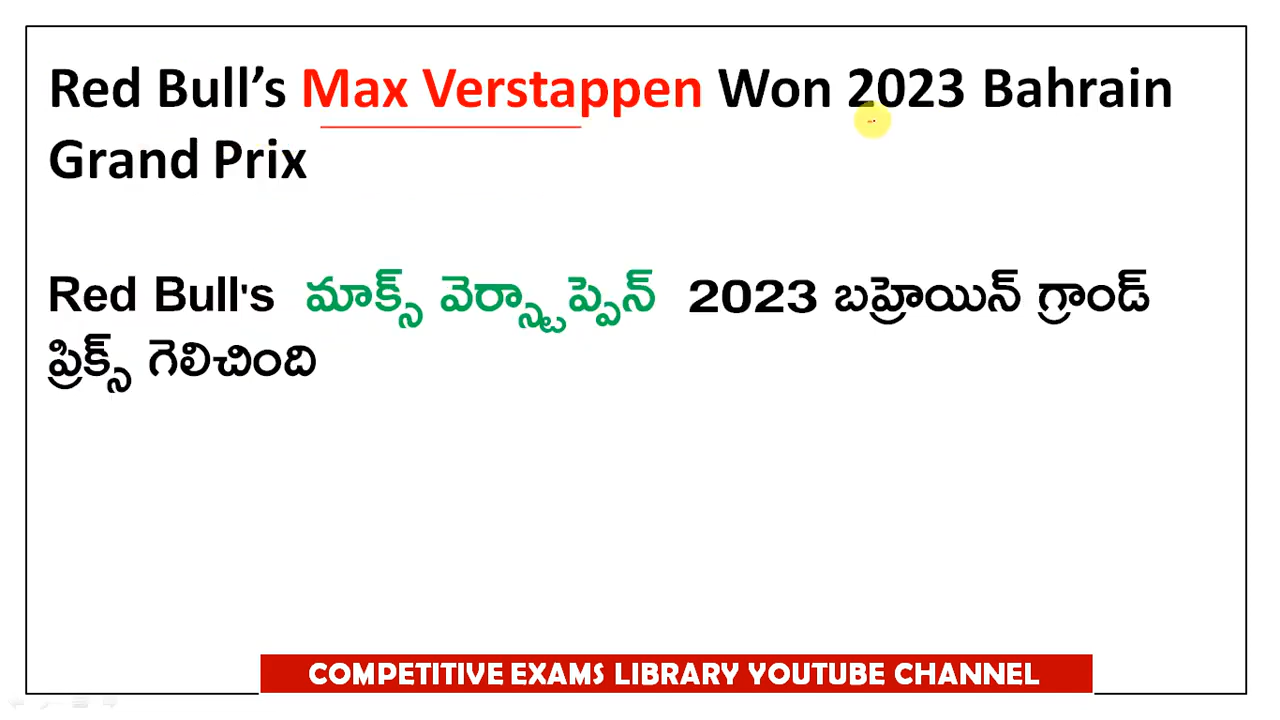 Red Bull’s Max Verstappen Won 2023 Bahrain
Grand Prix
Red Bull's మాక్స్ వెర్స్టాప్పెన్ 2023 బహ్రెయిన్ గ్రాండ్
ప్రిక్స్ గెలిచింది
COMPETITIVE EXAMS LIBRARY YOUTUBE CHANNEL